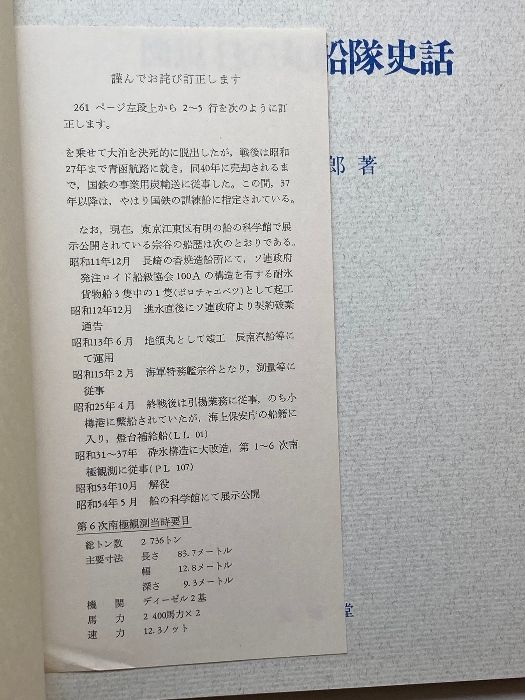 謹んでお詫び訂正します
261 ページ左段上から 2~5 行を次のように訂
正します。
を乗せて大泊を決死的に脱出したが，戦後は昭和
27年まで青函航路に就き，同40年に売却されるま
で，国鉄の事業用炭輸送に従事した。この間，37
年以降は，やはり国鉄の訓練船に指定されている。
なお，現在，東京江東区有明の船の科学館で展
示公開されている宗谷の船歴は次のとおりである。
昭和11年12月 長崎の香焼造船所にて，ソ連政府
発注ロイド船級協会100Aの構造を有する耐氷
貨物船3隻中の1隻(ボロチャエベツ)として起工
昭和12年12月 進水直後にソ連政府より契約破棄
通告
昭和13年6月 地領丸として竣工 辰南汽船等に
て運用
昭和15年2月 海軍特務艦宗谷となり，測量等に
従事
昭和25年4月 終戦後は引揚業務に従事，のち小
樽港に繋船されていたが，海上保安庁の船籍に
入り，燈台補給船(LL 01)
昭和31~37年 砕氷構造に大改造，第1~6次南
極観測に従事(PL 107)
昭和53年10月 解役
昭和54年5月 船の科学館にて展示公開
第6次南極観測当時要目
総トン数 2 736トン
主要寸法 長さ 83.7メートル
幅 12.8メートル
深さ 9.3メートル
機関 ディーゼル2基
馬力 2 400馬力×2
速力 12.3ノット
船隊史話
郎 著
堂